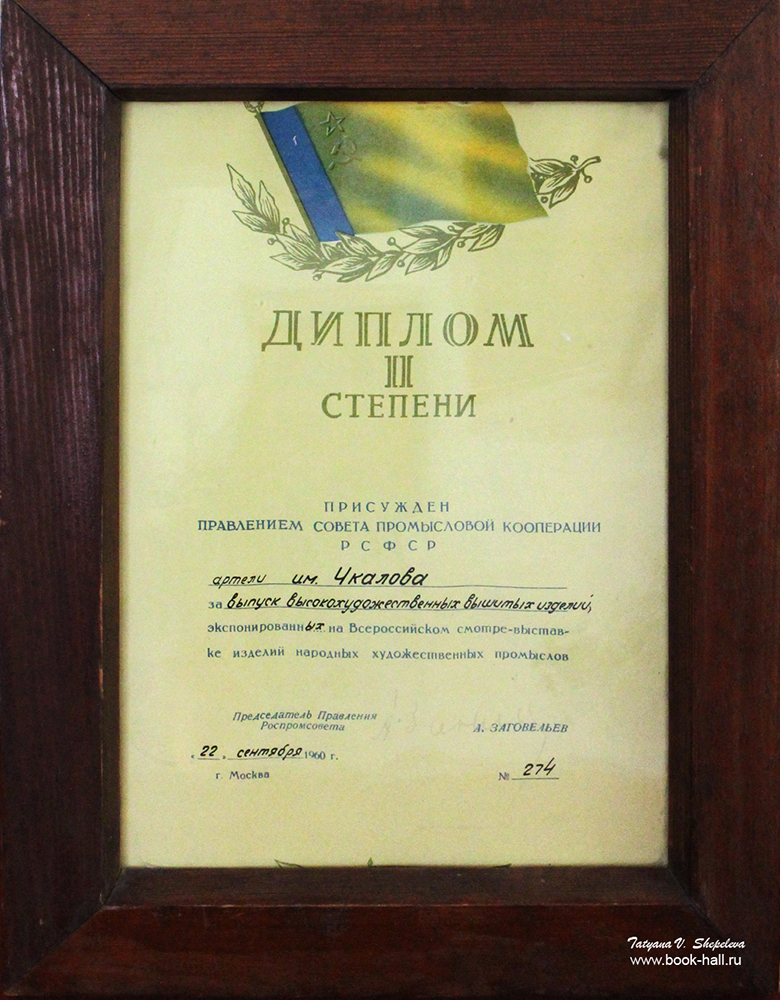 ДИПЛОМ
II
СТЕПЕНИ
ПРИСУЖДЕН
ПРАВЛЕНИЕМ СОВЕТА ПРОМЫСЛОВОЙ КООПЕРАЦИИ
РСФСР
артели им. Чкалова
за выпуск высокохудожественных вышитых изделий,
экспонированных на Всероссийском смотре-выстав-
ке изделий народных художественных промыслов
Председатель Правления
Роспромсовета
А. ЗАГОВЕЛЬЕВ
«22» сентября 1960 г.
г. Москва
№ 274
Tatyana V. Shepeleva
www.book-hall.ru